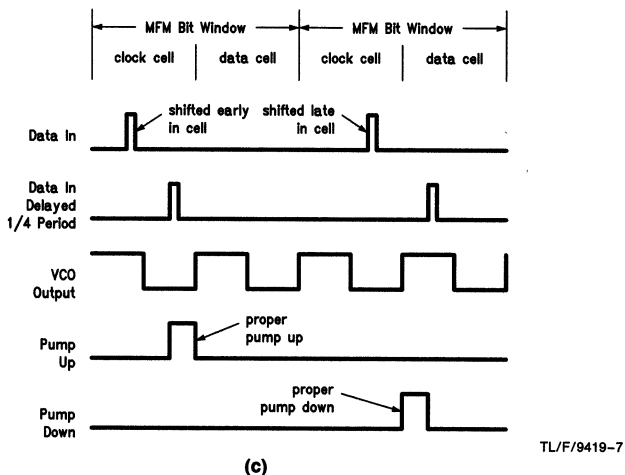 MFM Bit Window MFM Bit Window
clock cell data cell clock cell data cell
shifted early in cell
shifted late in cell
Data In
Data In
Delayed
1/4 Period
VCO
Output
proper
pump up
Pump
Up
proper
pump down
Pump
Down
TL/F/9419-7
(c)